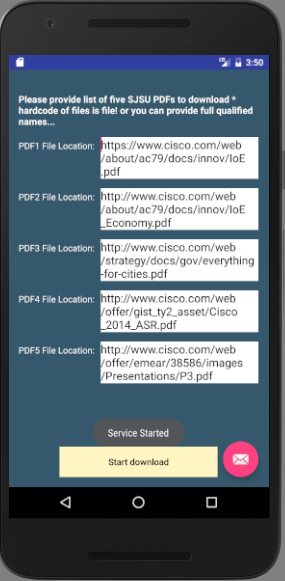 3:50
Please provide list of five SJSU PDFs to download *
hardcode of files is file! or you can provide full qualified
names...
PDF1 File Location:
https://www.cisco.com/web
/about/ac79/docs/innov/IoE
.pdf
PDF2 File Location:
http://www.cisco.com/web
/about/ac79/docs/innov/IoE
_Economy.pdf
PDF3 File Location:
http://www.cisco.com/web
/strategy/docs/gov/everything
-for-cities.pdf
PDF4 File Location:
http://www.cisco.com/web
/offer/gist_ty2_asset/Cisco
_2014_ASR.pdf
PDF5 File Location:
http://www.cisco.com/web
/offer/emear/38586/images
/Presentations/P3.pdf
Service Started
Start download